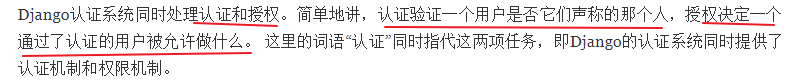 Django认证系统同时处理认证和授权。简单地讲，认证验证一个用户是否它们声称的那个人，授权决定一个
通过了认证的用户被允许做什么。 这里的词语“认证”同时指代这两项任务，即Django的认证系统同时提供了
认证机制和权限机制。